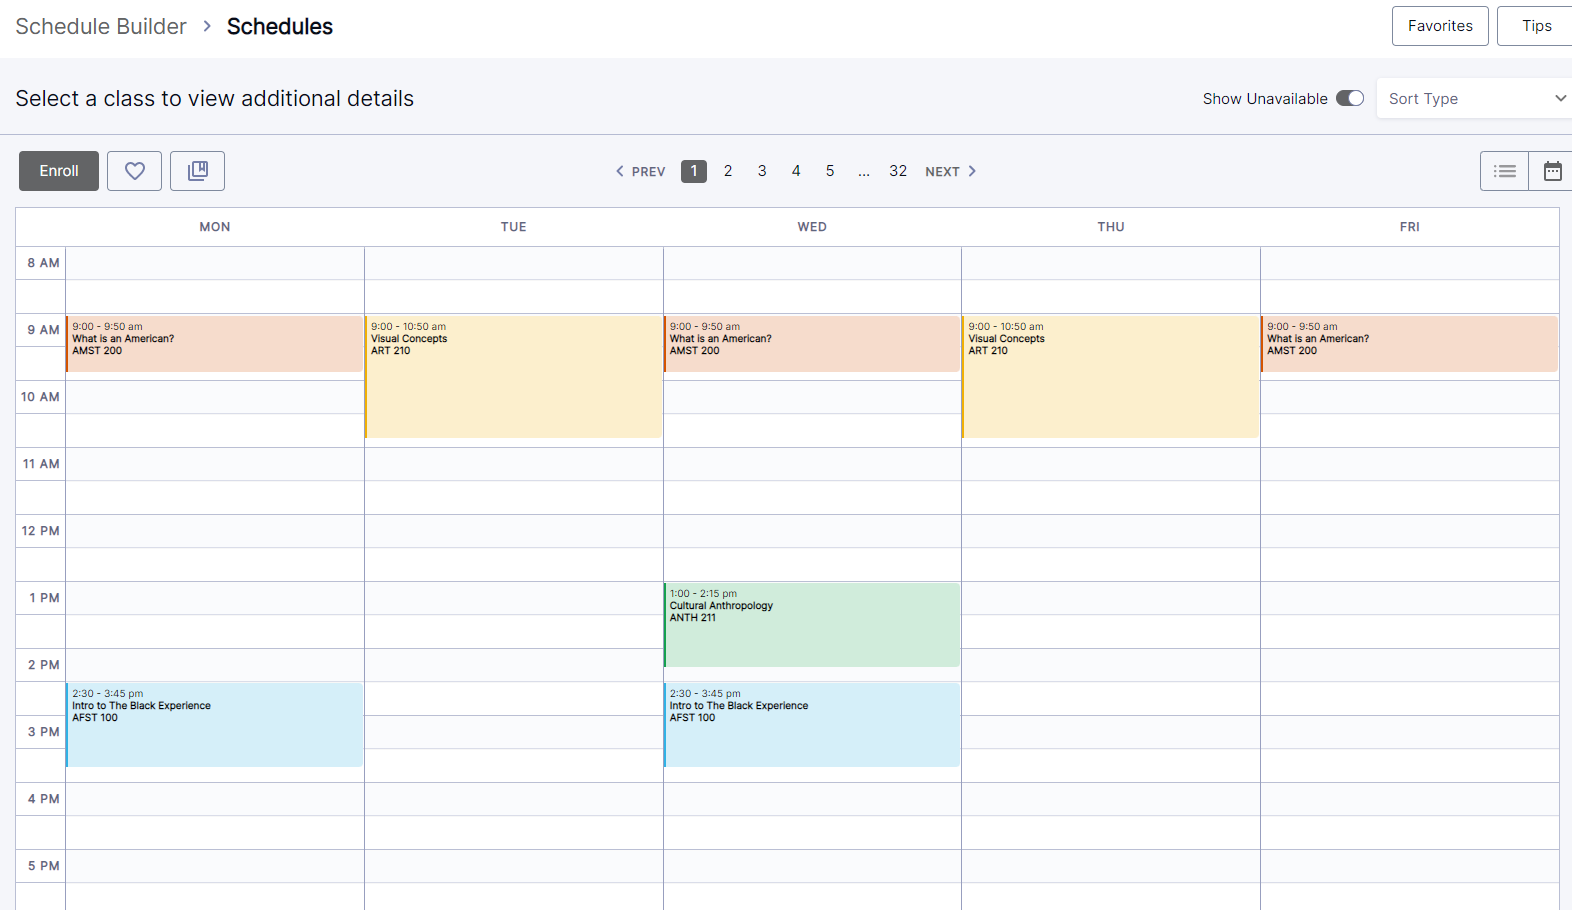 Schedule Builder > Schedules
Favorites
Tips
Select a class to view additional details
Show Unavailable
Sort Type
Enroll
PREV 1 2 3 4 5 ... 32 NEXT
MON TUE WED THU FRI
8 AM
9 AM
9:00 - 9:50 am
What is an American?
AMST 200
9:00 - 10:50 am
Visual Concepts
ART 210
9:00 - 9:50 am
What is an American?
AMST 200
9:00 - 10:50 am
Visual Concepts
ART 210
9:00 - 9:50 am
What is an American?
AMST 200
10 AM
11 AM
12 PM
1 PM
1:00 - 2:15 pm
Cultural Anthropology
ANTH 211
2 PM
2:30 - 3:45 pm
Intro to The Black Experience
AFST 100
2:30 - 3:45 pm
Intro to The Black Experience
AFST 100
3 PM
4 PM
5 PM